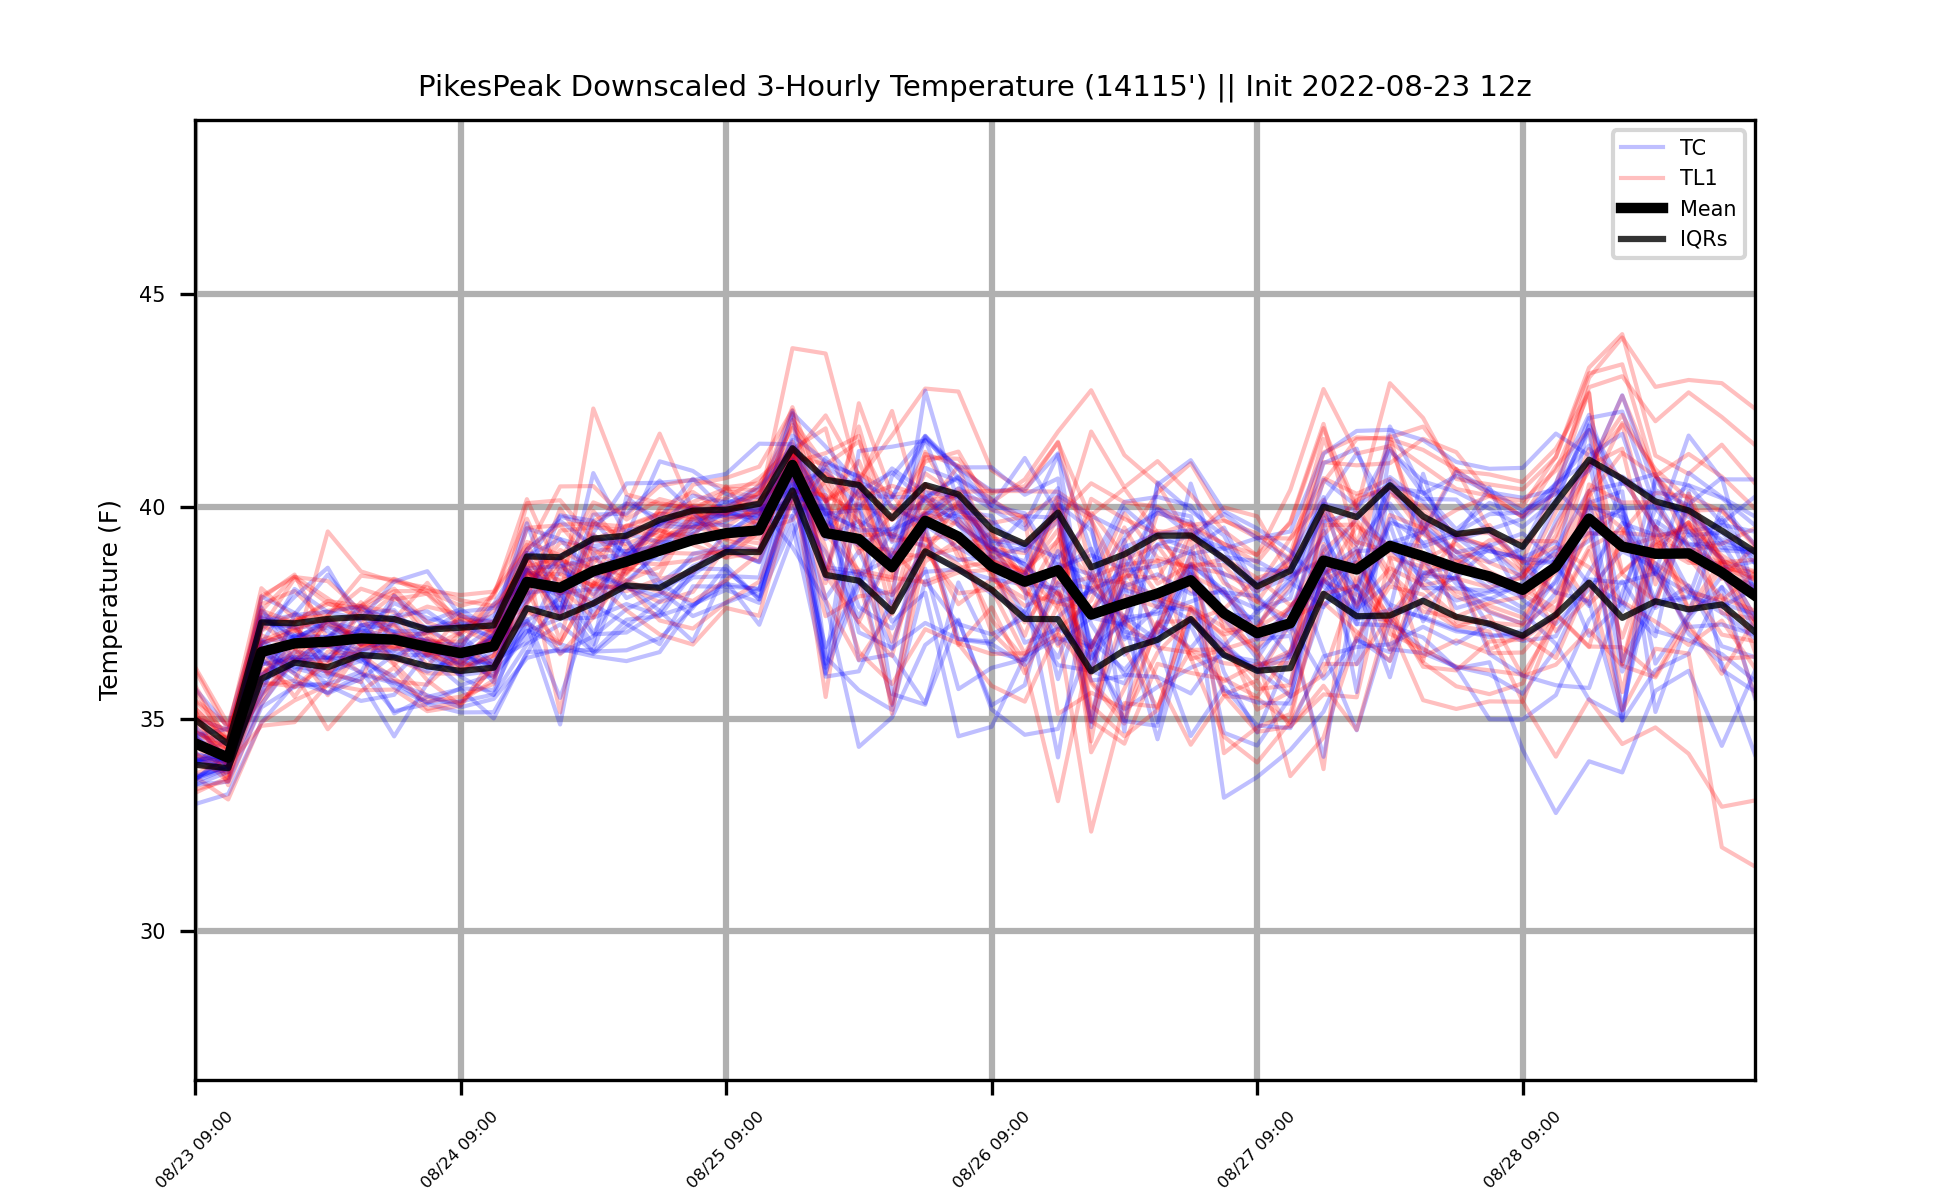 PikesPeak Downscaled 3-Hourly Temperature (14115') || Init 2022-08-23 12z
TC
TL1
Mean
IQRs
Temperature (F)
45
40
35
30
08/23 09:00
08/24 09:00
08/25 09:00
08/26 09:00
08/27 09:00
08/28 09:00